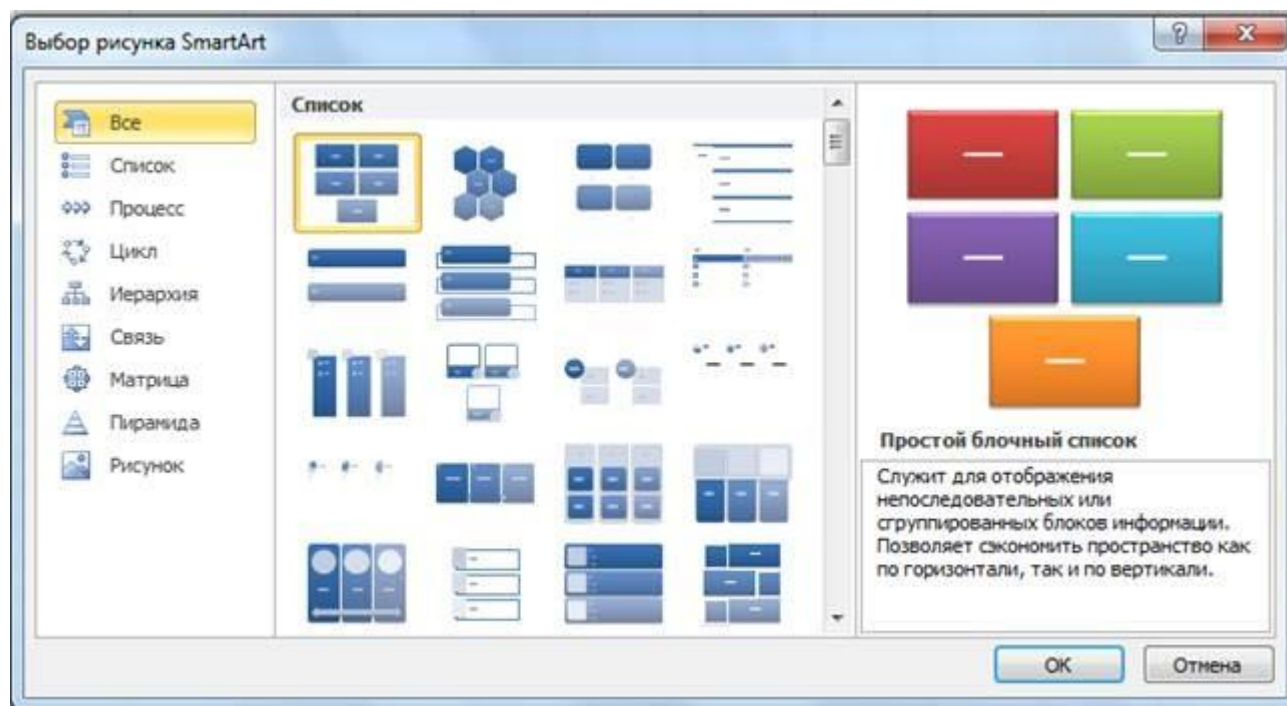 Выбор рисунка SmartArt
Все
Список
Процесс
Цикл
Иерархия
Связь
Матрица
Пирамида
Рисунок
Список
Простой блочный список
Служит для отображения
непоследовательных или
сгруппированных блоков информации.
Позволяет сэкономить пространство как
по горизонтали, так и по вертикали.
ОК
Отмена